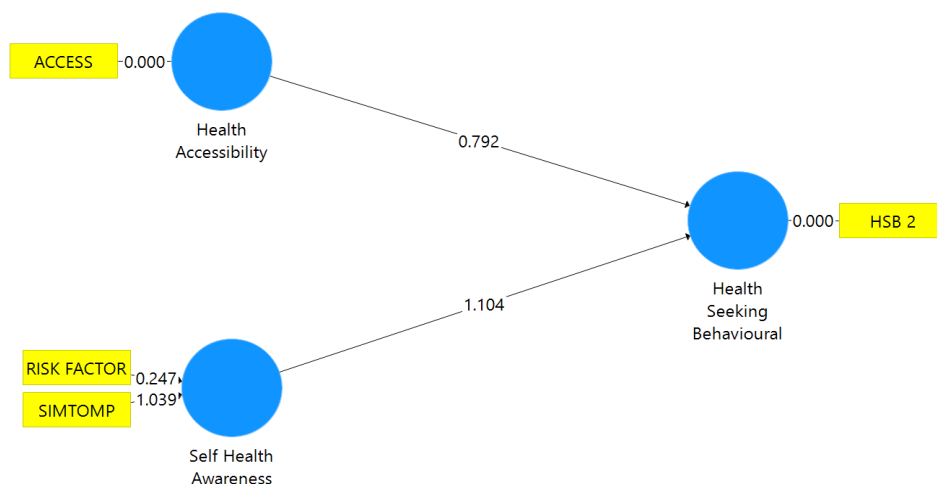 ACCESS
0.000
Health
Accessibility
0.792
0.000
HSB 2
Health
Seeking
Behavioural
1.104
RISK FACTOR
0.247
SIMTOMP
1.039
Self Health
Awareness